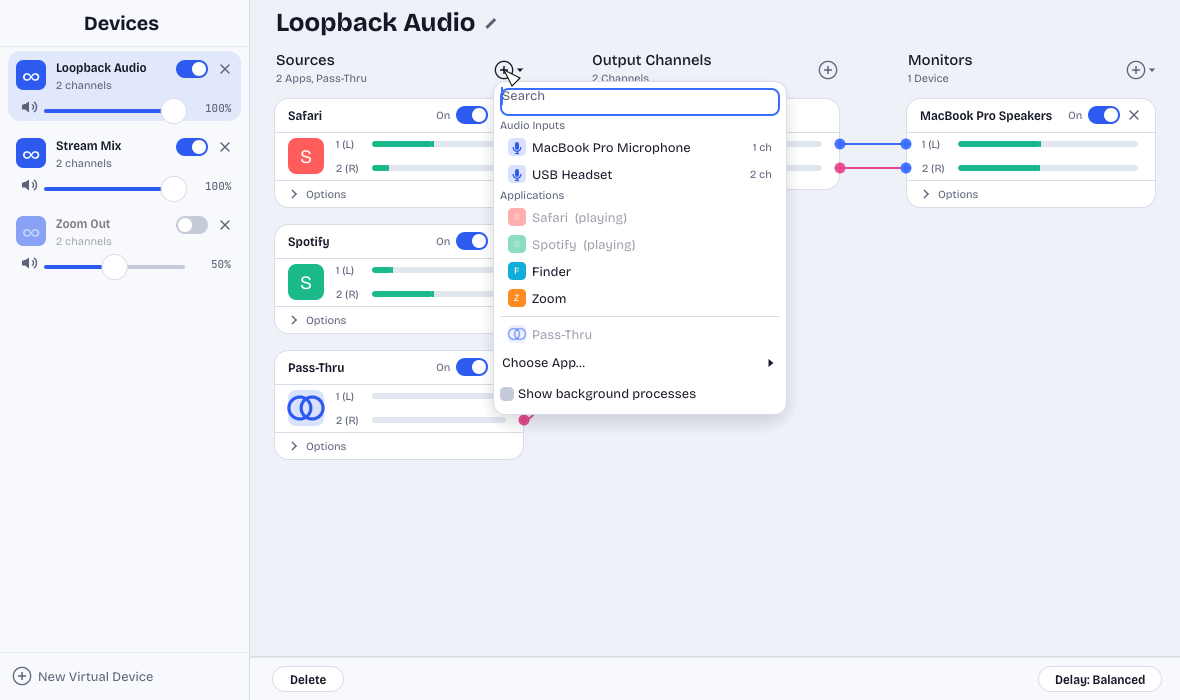 Devices
Loopback Audio
2 channels
100%
Stream Mix
2 channels
100%
Zoom Out
2 channels
50%
New Virtual Device
Loopback Audio
Sources
2 Apps, Pass-Thru
Output Channels
2 Channels
Monitors
1 Device
Safari On
S
1 (L)
2 (R)
Options
Spotify On
S
1 (L)
2 (R)
Options
Pass-Thru On
1 (L)
2 (R)
Options
Search
Audio Inputs
MacBook Pro Microphone 1 ch
USB Headset 2 ch
Applications
S Safari (playing)
S Spotify (playing)
F Finder
Z Zoom
Pass-Thru
Choose App...
Show background processes
MacBook Pro Speakers On
1 (L)
2 (R)
Options
Delete
Delay: Balanced